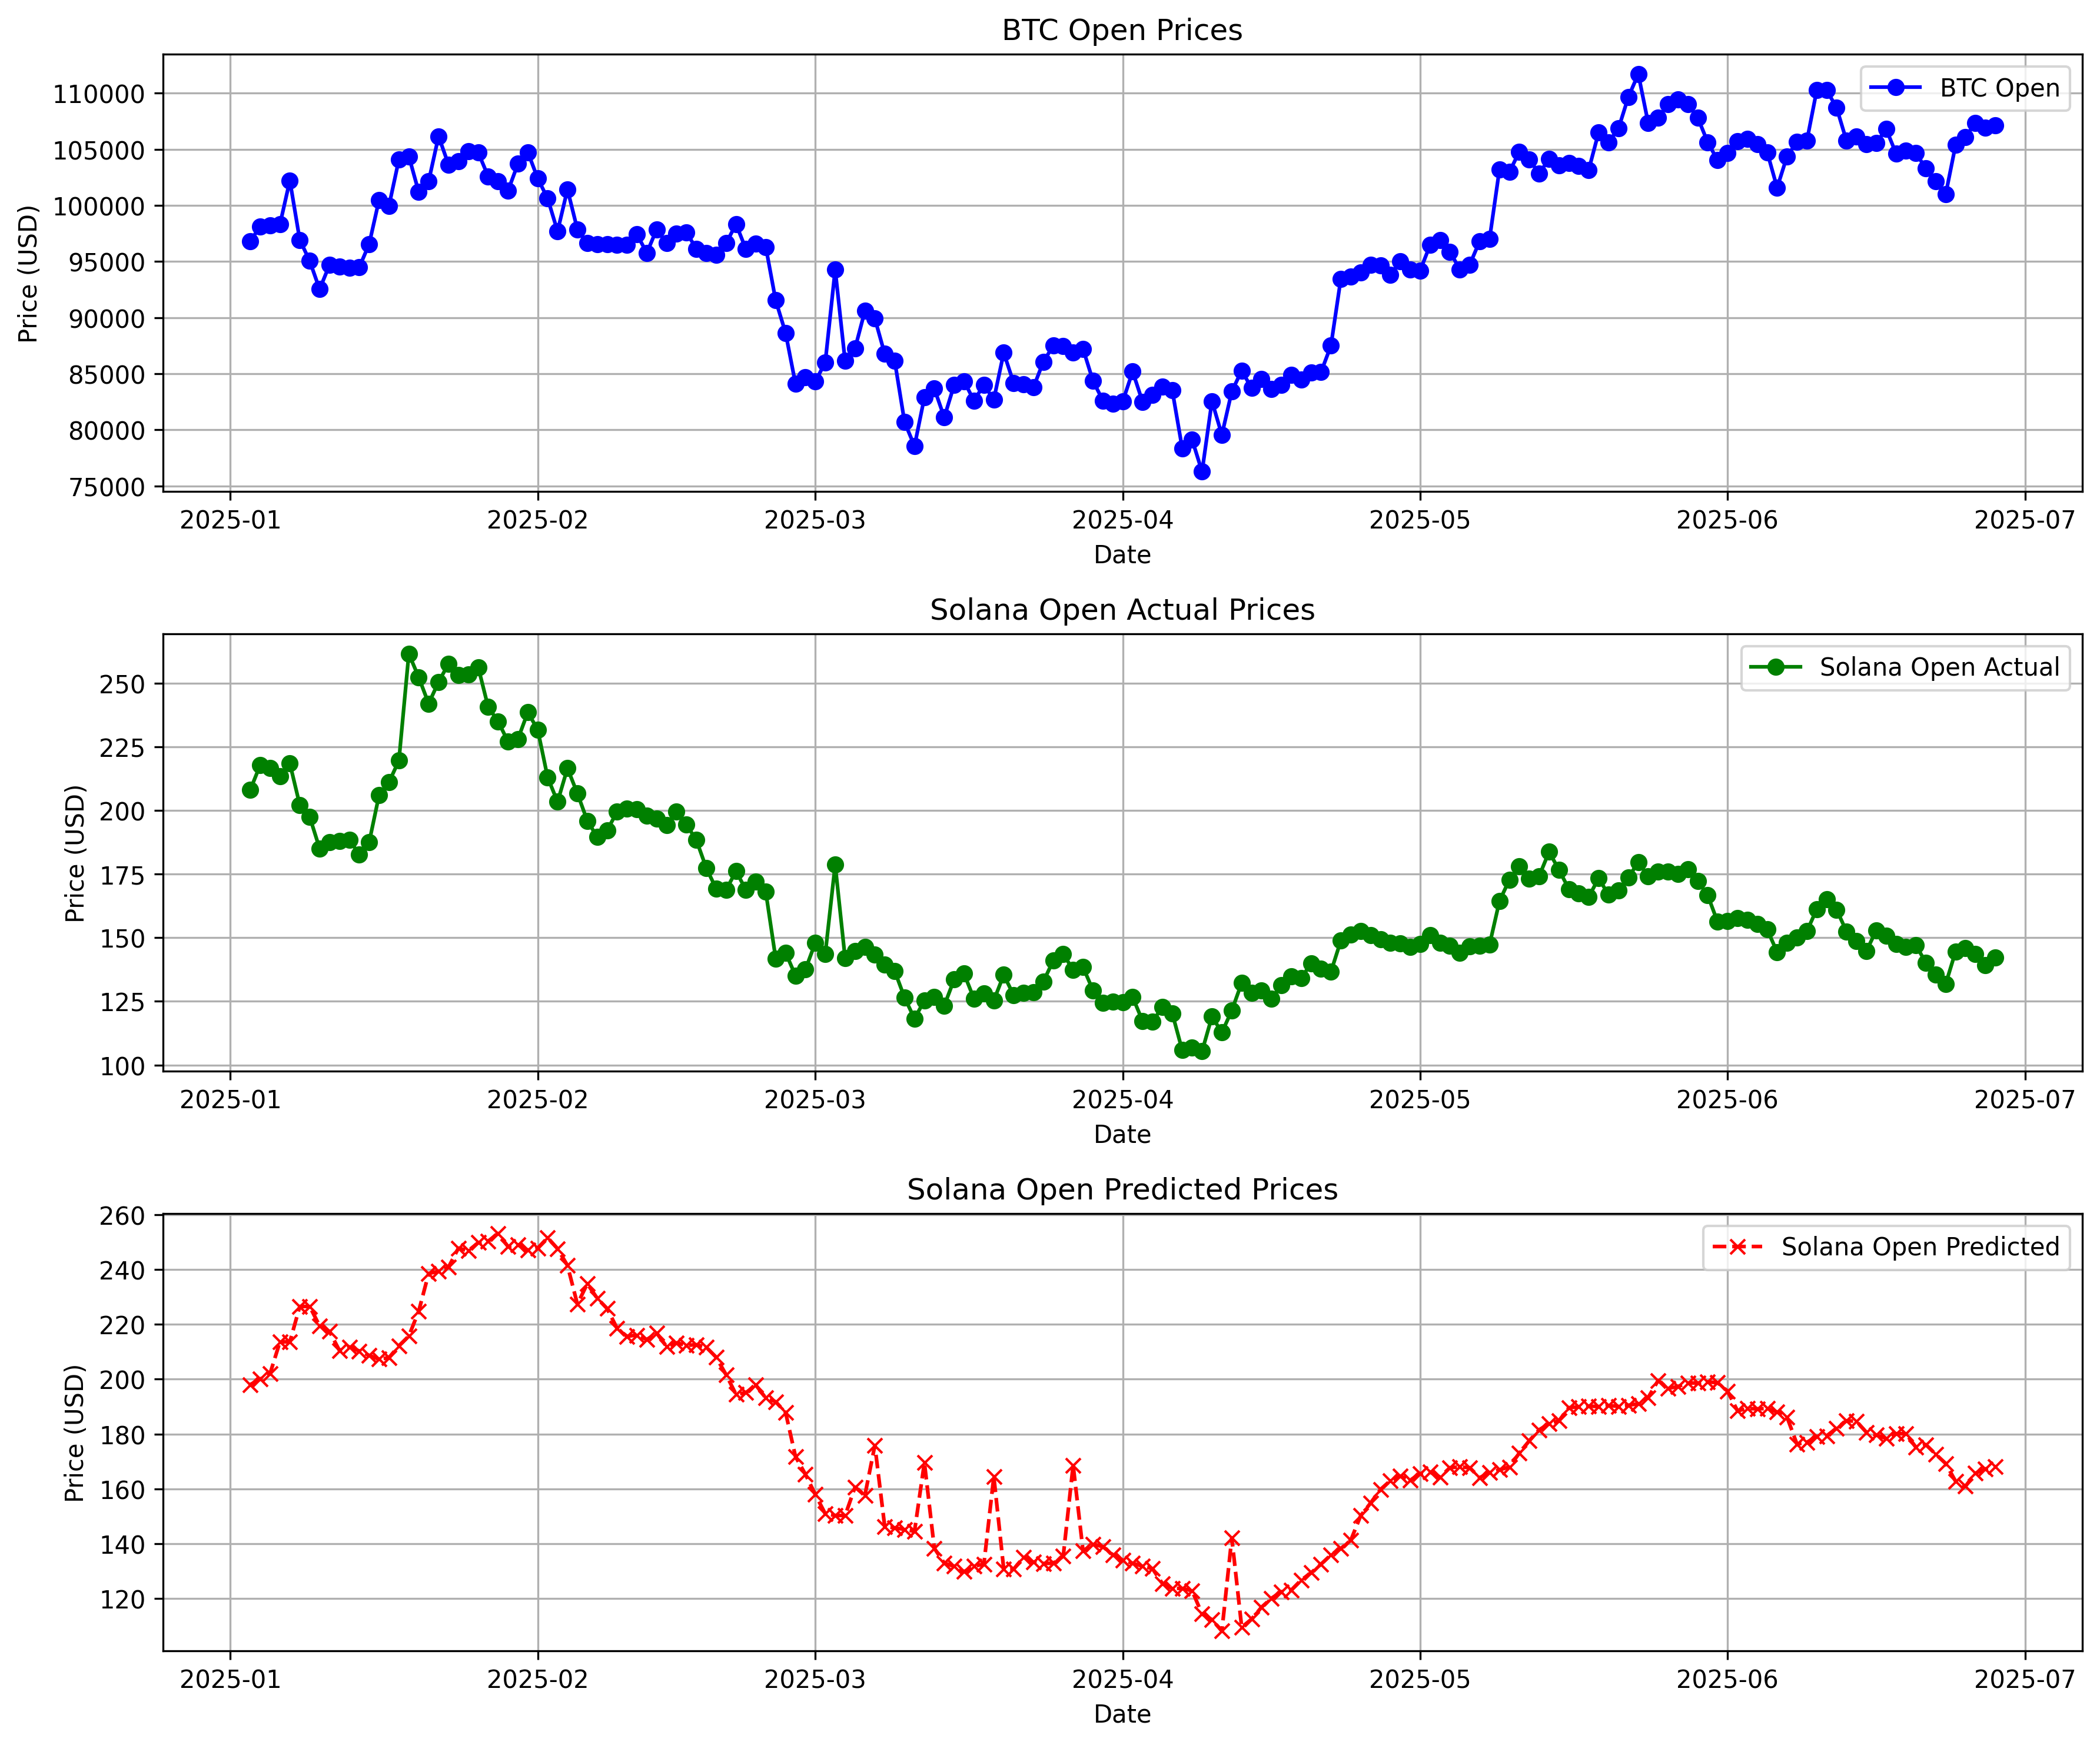 BTC Open Prices
BTC Open
Price (USD)
110000
105000
100000
95000
90000
85000
80000
75000
2025-01 2025-02 2025-03 2025-04 2025-05 2025-06 2025-07
Date
Solana Open Actual Prices
Solana Open Actual
Price (USD)
250
225
200
175
150
125
100
2025-01 2025-02 2025-03 2025-04 2025-05 2025-06 2025-07
Date
Solana Open Predicted Prices
Solana Open Predicted
Price (USD)
260
240
220
200
180
160
140
120
2025-01 2025-02 2025-03 2025-04 2025-05 2025-06 2025-07
Date